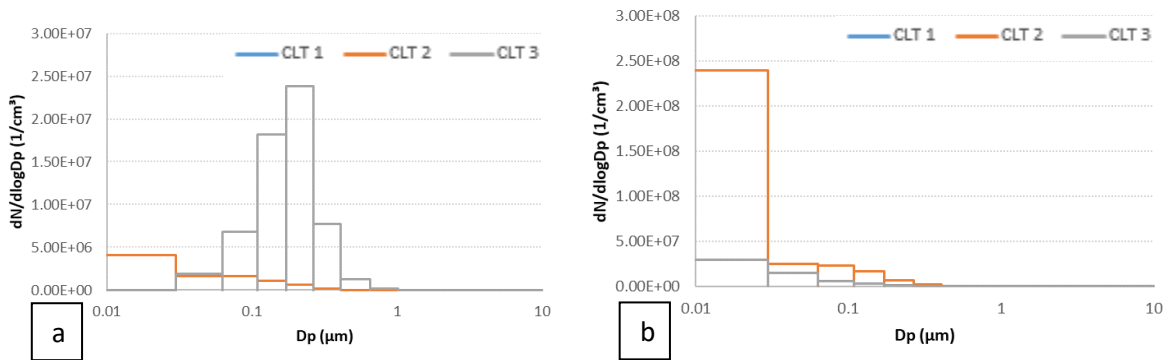 3.00E+07
2.50E+07
2.00E+07
1.50E+07
1.00E+07
5.00E+06
0.00E+00
dN/dlogDp (1/cm³)
CLT 1 CLT 2 CLT 3
0.01 0.1 1 10
Dp (µm)
a
3.00E+08
2.50E+08
2.00E+08
1.50E+08
1.00E+08
5.00E+07
0.00E+00
dN/dlogDp (1/cm³)
CLT 1 CLT 2 CLT 3
0.01 0.1 1 10
Dp (µm)
b